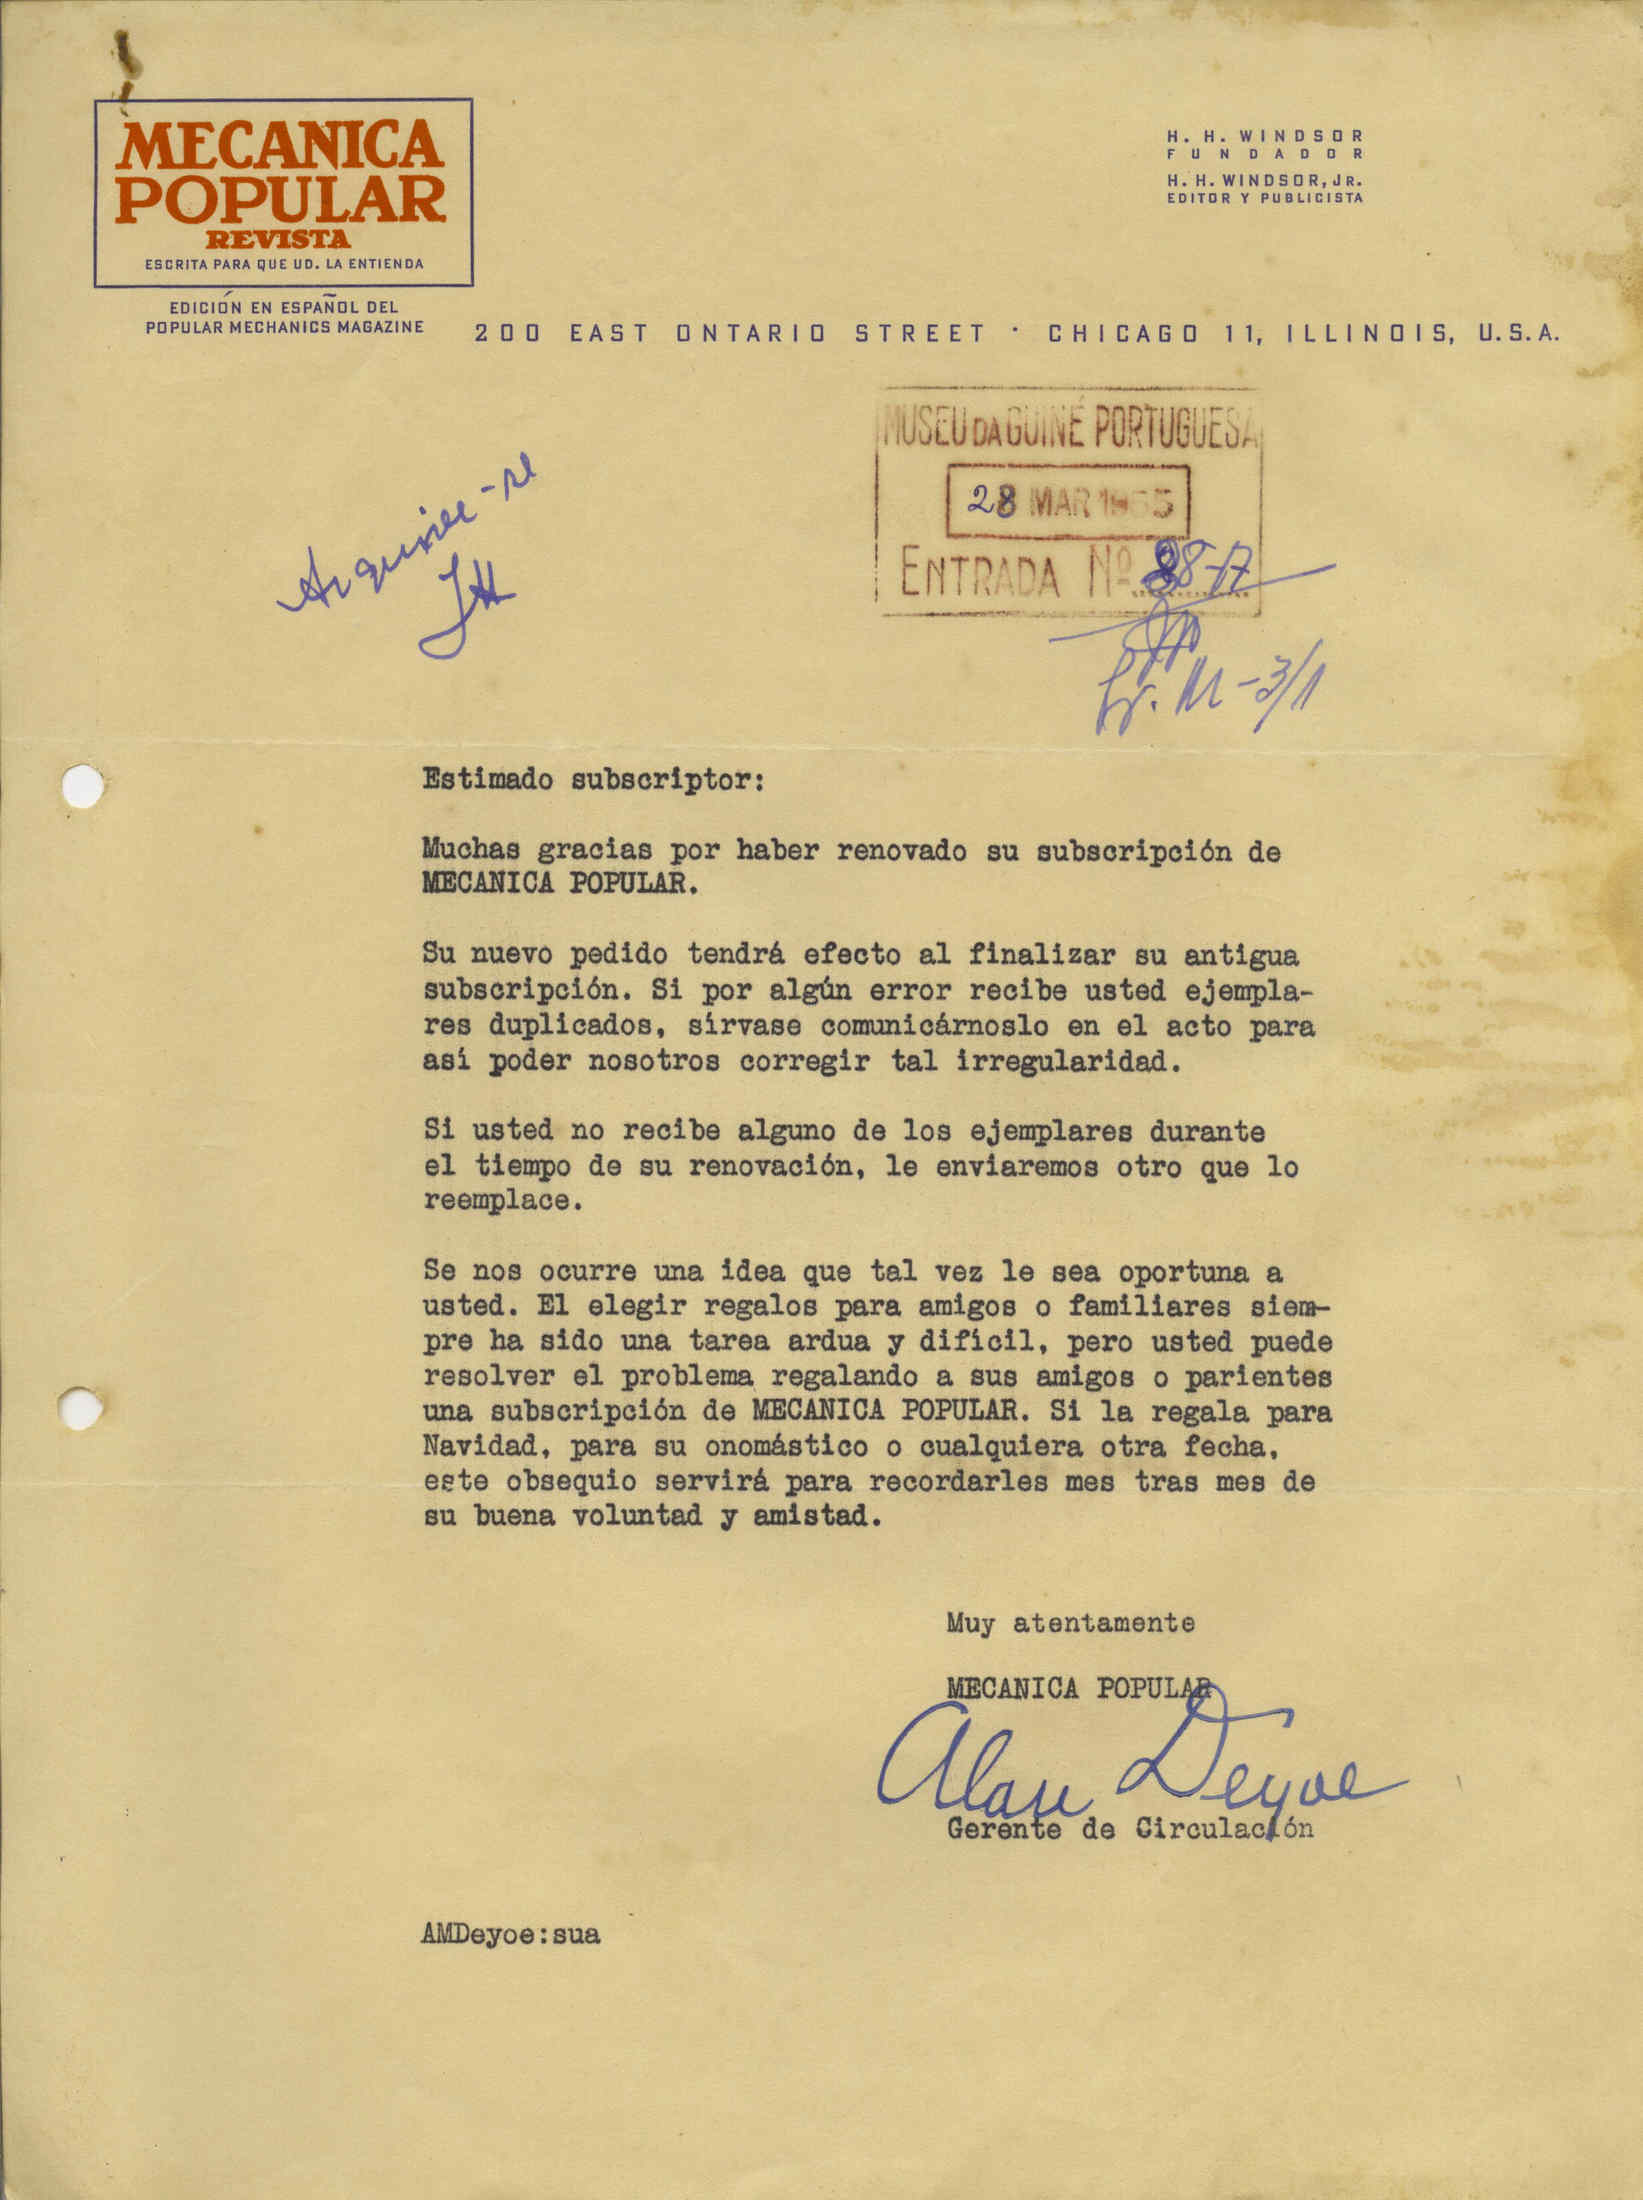 MECANICA
POPULAR
REVISTA
ESCRITA PARA QUE UD. LA ENTIENDA
EDICIÓN EN ESPAÑOL DEL
POPULAR MECHANICS MAGAZINE
H. H. WINDSOR
FUNDADOR
H. H. WINDSOR, JR.
EDITOR Y PUBLICISTA
200 EAST ONTARIO STREET · CHICAGO 11, ILLINOIS, U.S.A.
MUSEU DA GUINÉ PORTUGUESA
28 MAR 1955
ENTRADA Nº 88-A
Arquive-se
M-3/1
Estimado subscriptor:
Muchas gracias por haber renovado su subscripción de
MECANICA POPULAR.
Su nuevo pedido tendrá efecto al finalizar su antigua
subscripción. Si por algún error recibe usted ejempla-
res duplicados, sírvase comunicárnoslo en el acto para
así poder nosotros corregir tal irregularidad.
Si usted no recibe alguno de los ejemplares durante
el tiempo de su renovación, le enviaremos otro que lo
reemplace.
Se nos ocurre una idea que tal vez le sea oportuna a
usted. El elegir regalos para amigos o familiares siem-
pre ha sido una tarea ardua y difícil, pero usted puede
resolver el problema regalando a sus amigos o parientes
una subscripción de MECANICA POPULAR. Si la regala para
Navidad, para su onomástico o cualquiera otra fecha,
este obsequio servirá para recordarles mes tras mes de
su buena voluntad y amistad.
Muy atentamente
MECANICA POPULAR
Alan Deyoe
Gerente de Circulación
AMDeyoe:sua